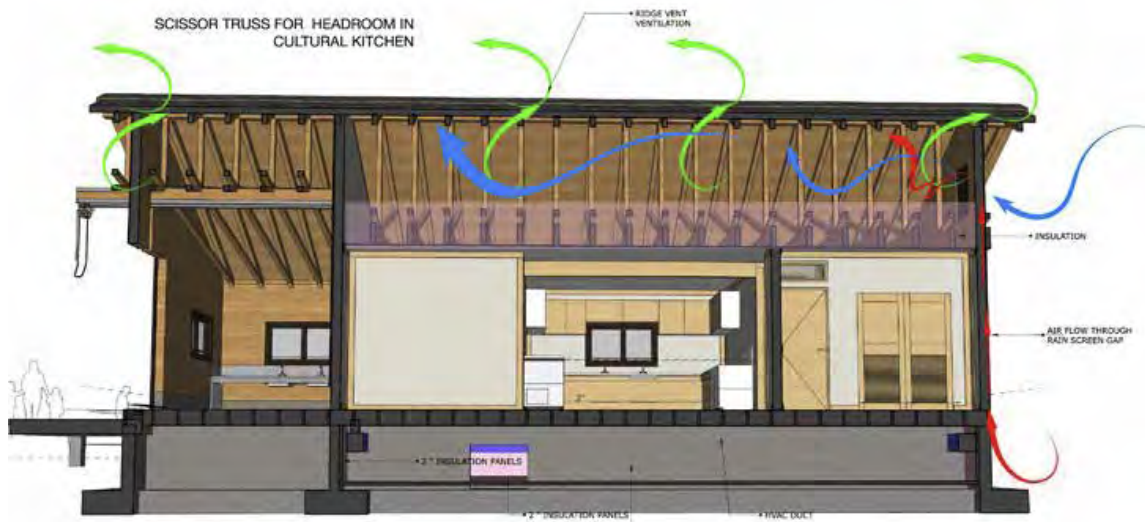 SCISSOR TRUSS FOR HEADROOM IN
CULTURAL KITCHEN
• RIDGE VENT
VENTILATION
• INSULATION
AIR FLOW THROUGH
RAIN SCREEN GAP
2"
• 2 " INSULATION PANELS
• 2 " INSULATION PANELS
• HVAC DUCT